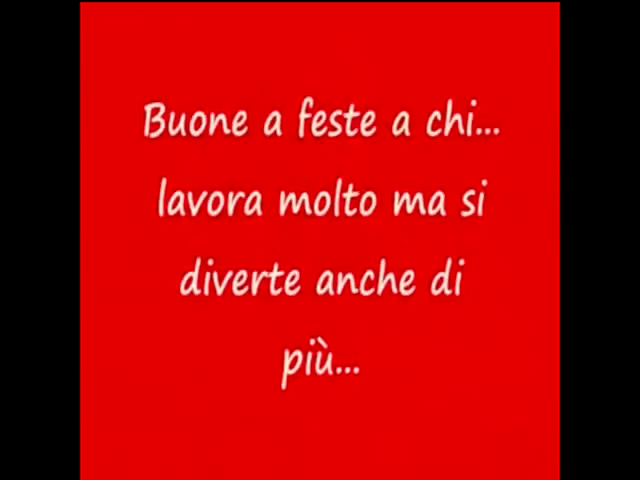 Buone a feste a chi...
lavora molto ma si
diverte anche di
più...